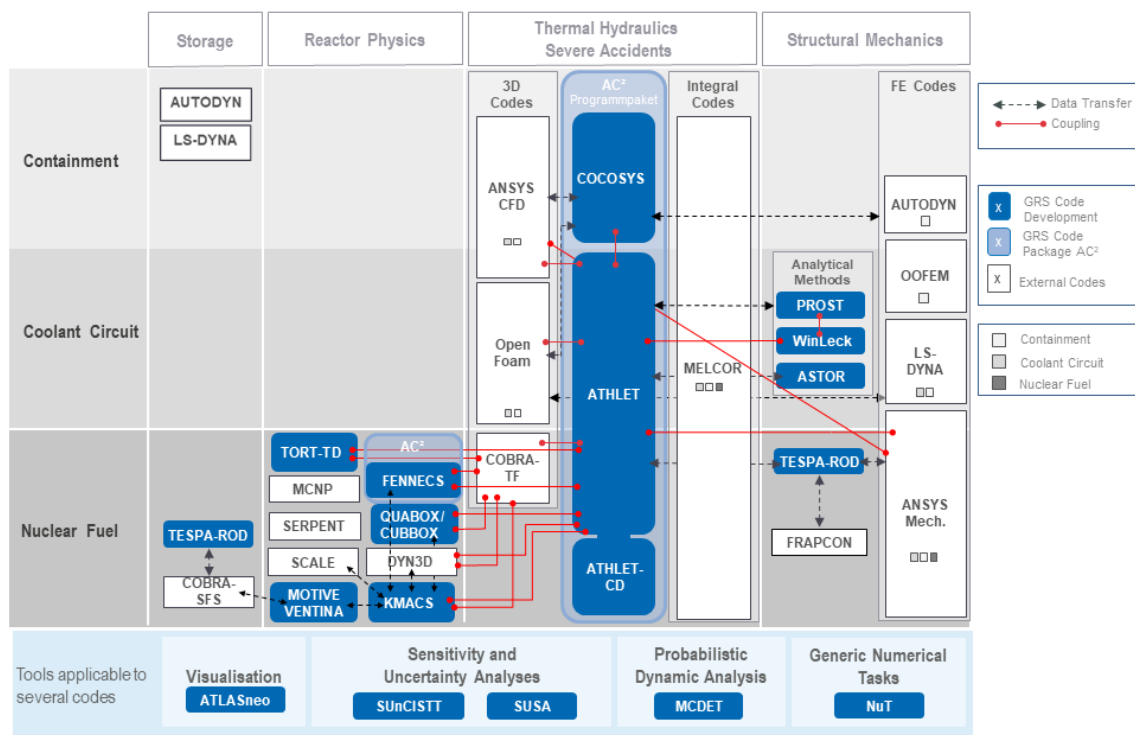 Storage
Reactor Physics
Thermal Hydraulics
Severe Accidents
Structural Mechanics
Containment
Coolant Circuit
Nuclear Fuel
AUTODYN
LS-DYNA
TESPA-ROD
COBRA-
SFS
TORT-TD
MCNP
SERPENT
SCALE
MOTIVE
VENTINA
AC²
FENNECS
QUABOX/
CUBBOX
DYN3D
KMACS
3D
Codes
ANSYS
CFD
Open
Foam
COBRA-
TF
AC²
Programmpaket
COCOSYS
ATHLET
ATHLET-
CD
Integral
Codes
MELCOR
Analytical
Methods
PROST
WinLeck
ASTOR
TESPA-ROD
FRAPCON
FE Codes
AUTODYN
OOFEM
LS-
DYNA
ANSYS
Mech.
Data Transfer
Coupling
X
GRS Code
Development
X
GRS Code
Package AC²
X
External Codes
Containment
Coolant Circuit
Nuclear Fuel
Tools applicable to
several codes
Visualisation
ATLASneo
Sensitivity and
Uncertainty Analyses
SUnCISTT
SUSA
Probabilistic
Dynamic Analysis
MCDET
Generic Numerical
Tasks
NuT